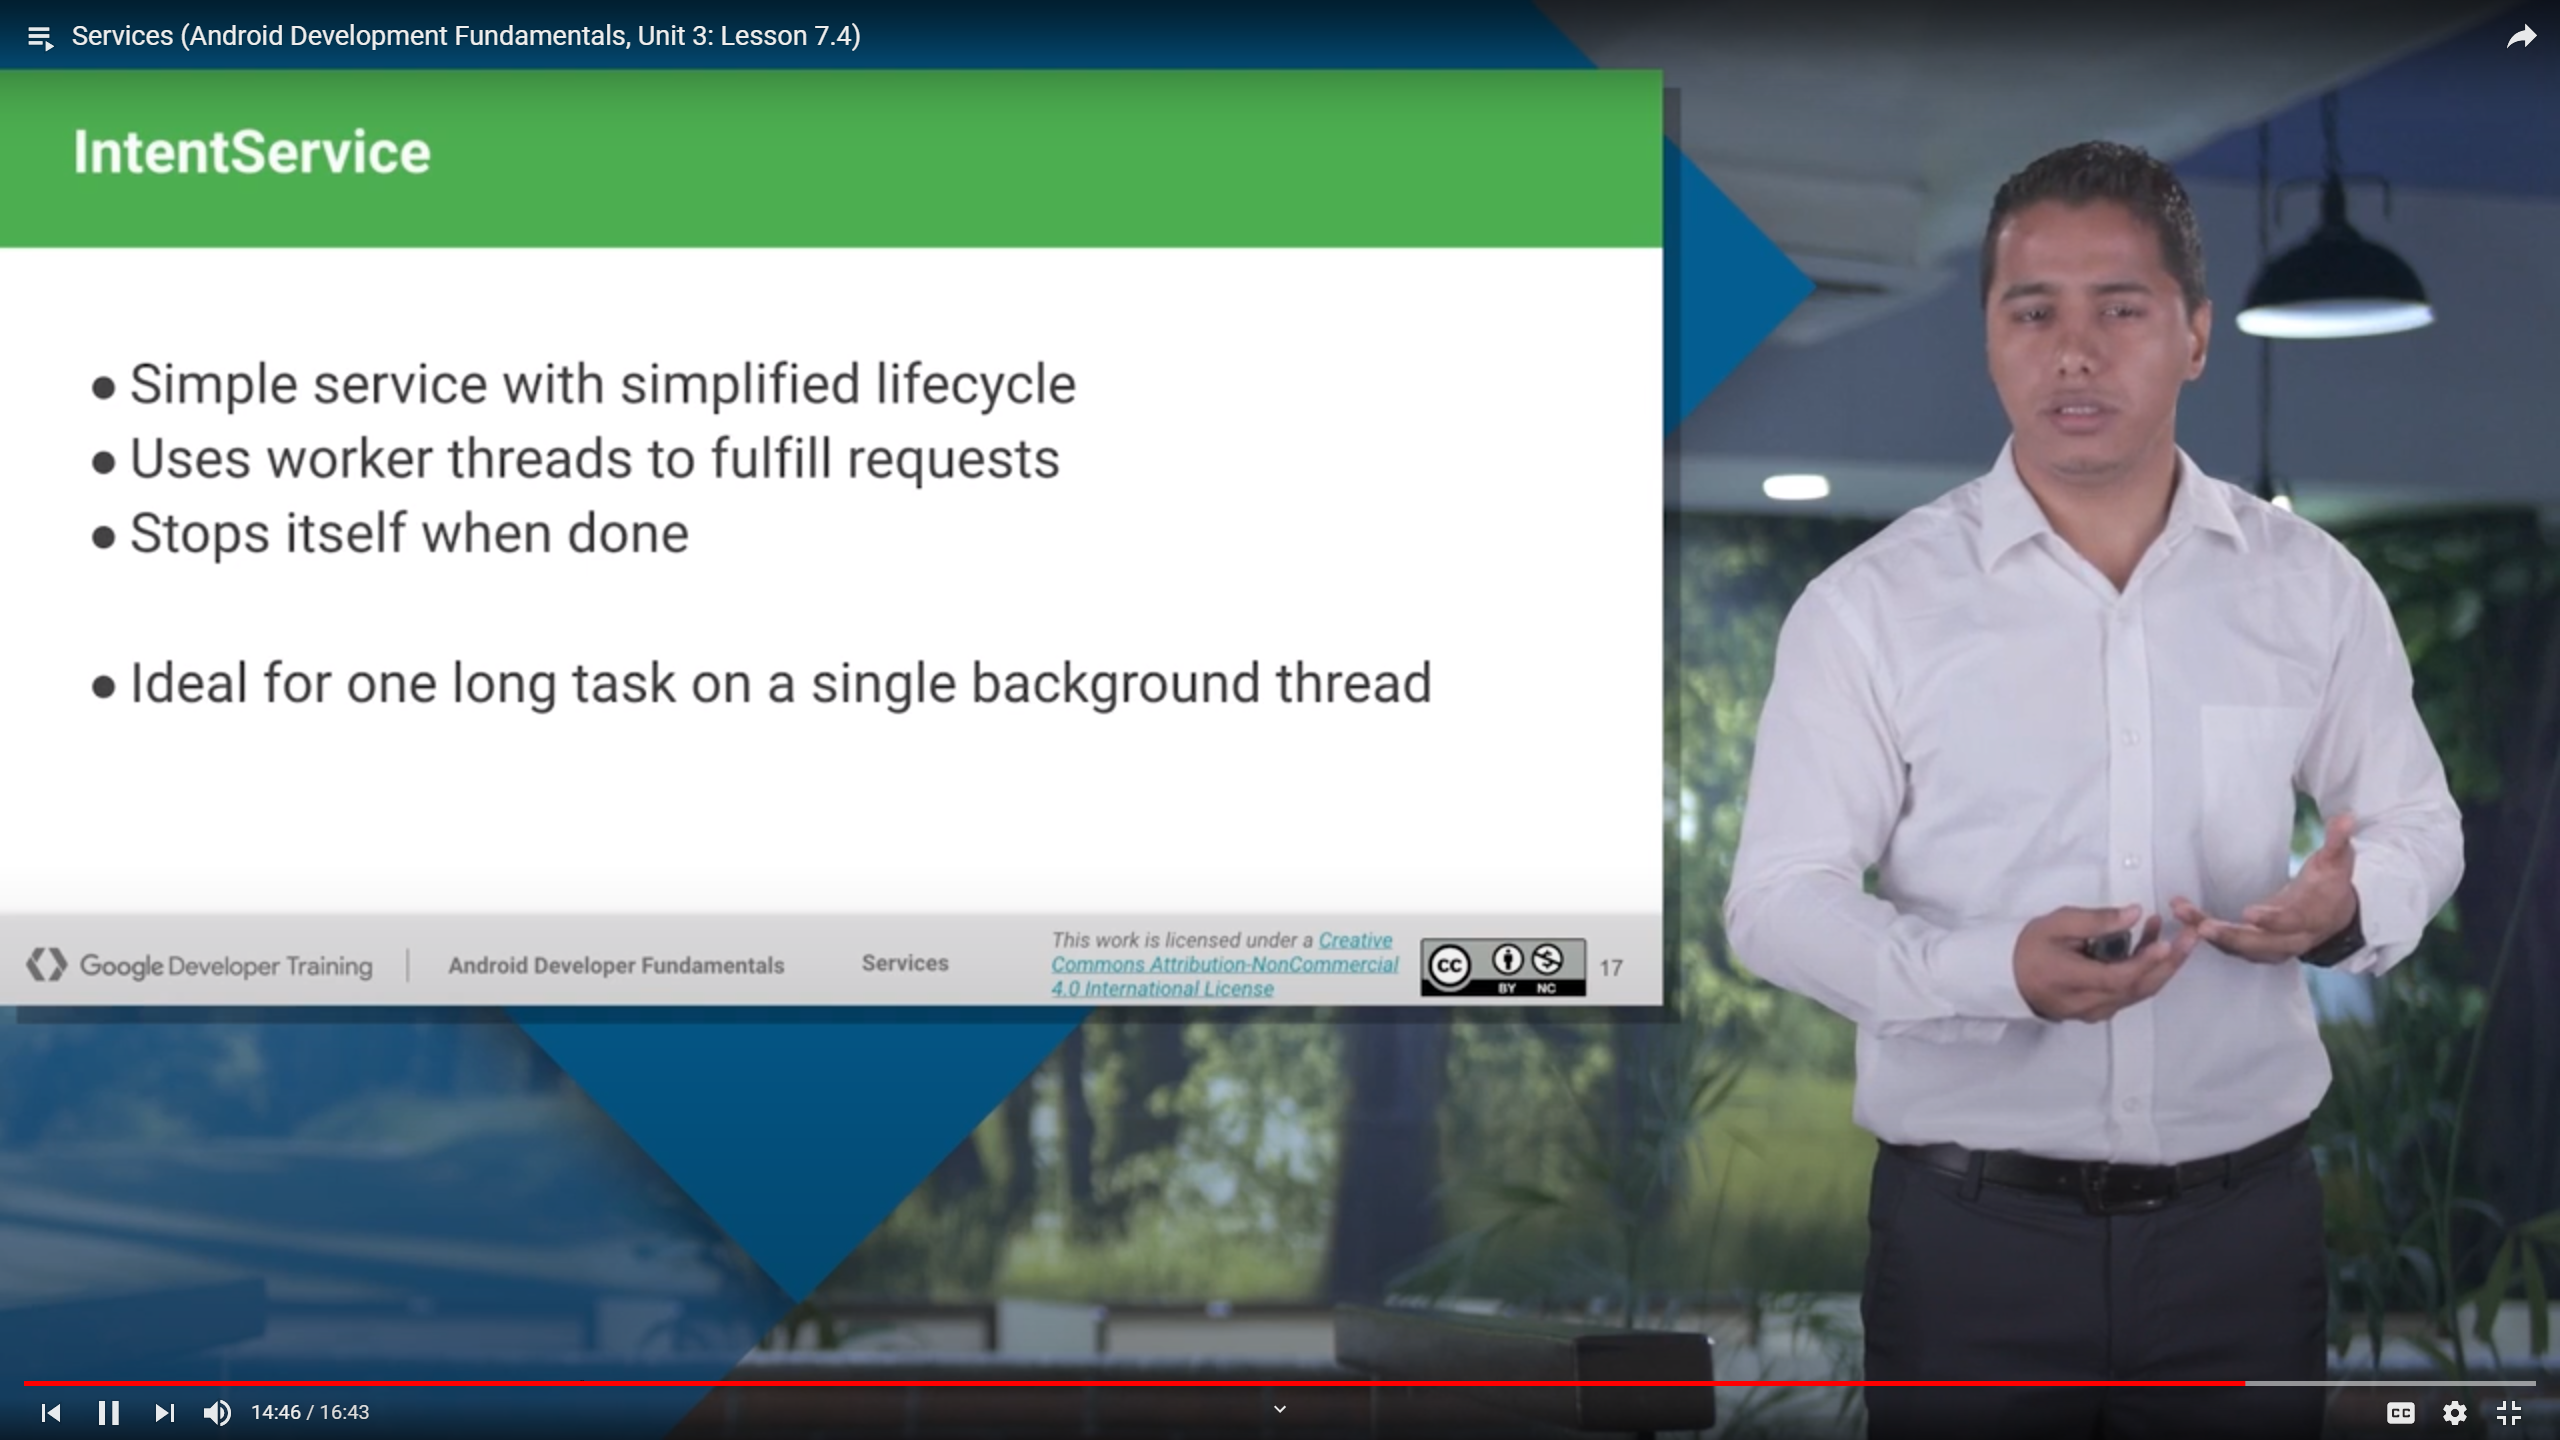 Services (Android Development Fundamentals, Unit 3: Lesson 7.4)
IntentService
● Simple service with simplified lifecycle
● Uses worker threads to fulfill requests
● Stops itself when done
● Ideal for one long task on a single background thread
Google Developer Training
Android Developer Fundamentals
Services
This work is licensed under a Creative
Commons Attribution-NonCommercial
4.0 International License
CC
BY NC
17
14:46 / 16:43
CC